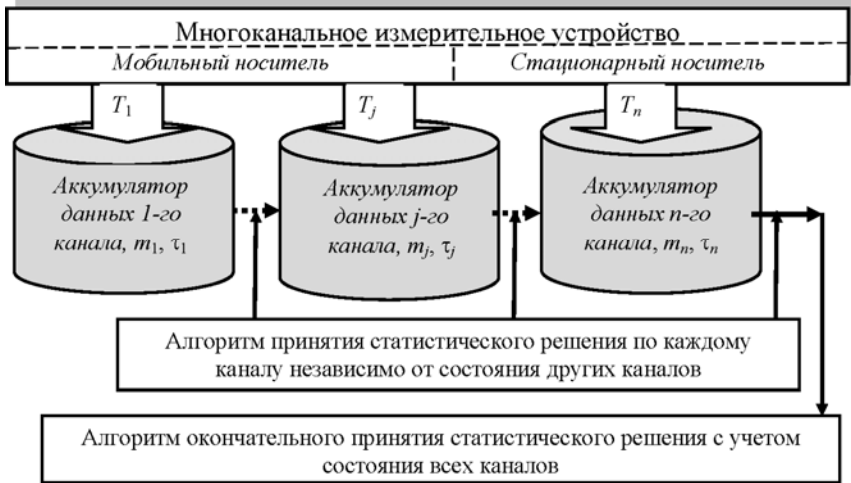 Многоканальное измерительное устройство
Мобильный носитель
Стационарный носитель
T₁
Tⱼ
Tₙ
Аккумулятор
данных 1-го
канала, m₁, τ₁
Аккумулятор
данных j-го
канала, mⱼ, τⱼ
Аккумулятор
данных n-го
канала, mₙ, τₙ
Алгоритм принятия статистического решения по каждому
каналу независимо от состояния других каналов
Алгоритм окончательного принятия статистического решения с учетом
состояния всех каналов